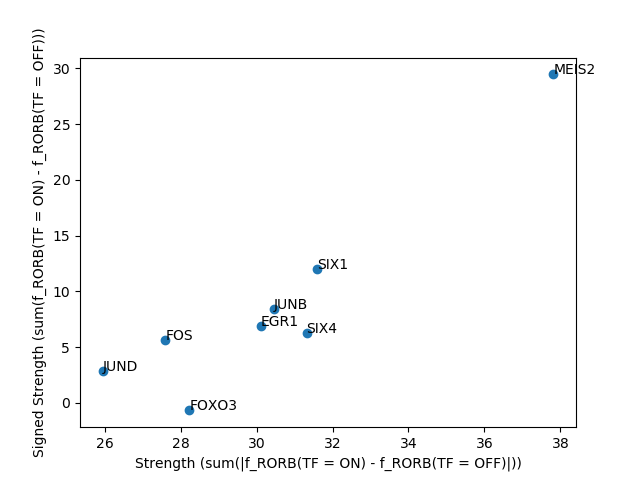 Signed Strength (sum(f_RORB(TF = ON) - f_RORB(TF = OFF)))
30
25
20
15
10
5
0
MEIS2
SIX1
JUNB
EGR1
SIX4
FOS
JUND
FOXO3
26 28 30 32 34 36 38
Strength (sum(|f_RORB(TF = ON) - f_RORB(TF = OFF)|))